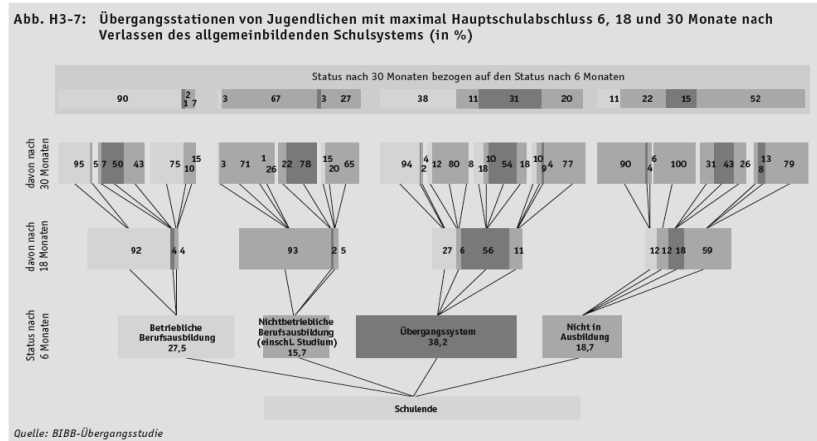 Abb. H3-7: Übergangsstationen von Jugendlichen mit maximal Hauptschulabschluss 6, 18 und 30 Monate nach
Verlassen des allgemeinbildenden Schulsystems (in %)
Status nach 30 Monaten bezogen auf den Status nach 6 Monaten
90 1 2 7 3 67 3 27 38 11 31 20 11 22 15 52
davon nach
30 Monaten
95 5 7 50 43 75 10 15 3 71 1 26 22 78 15 20 65 94 4 2 12 80 8 18 10 54 18 10 9 4 77 90 6 4 100 31 43 26 13 8 79
davon nach
18 Monaten
92 4 4 93 2 5 27 6 56 11 12 12 18 59
Status nach
6 Monaten
Betriebliche
Berufsausbildung
27,5
Nichtbetriebliche
Berufsausbildung
(einschl. Studium)
15,7
Übergangssystem
38,2
Nicht in
Ausbildung
18,7
Schulende
Quelle: BIBB-Übergangsstudie